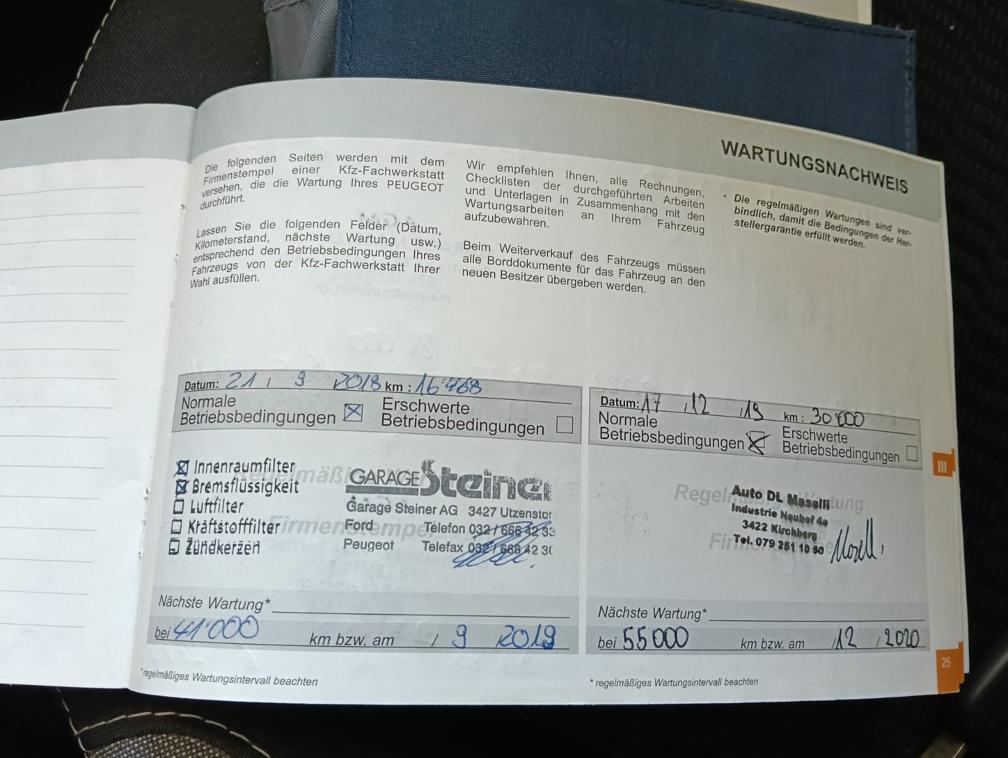 WARTUNGSNACHWEIS
Die folgenden Seiten werden mit dem
Firmenstempel einer Kfz-Fachwerkstatt
versehen, die die Wartung Ihres PEUGEOT
durchführt.
Lassen Sie die folgenden Felder (Datum,
Kilometerstand, nächste Wartung usw.)
entsprechend den Betriebsbedingungen Ihres
Fahrzeugs von der Kfz-Fachwerkstatt Ihrer
Wahl ausfüllen.
Wir empfehlen Ihnen, alle Rechnungen,
Checklisten der durchgeführten Arbeiten
und Unterlagen in Zusammenhang mit den
Wartungsarbeiten an Ihrem Fahrzeug
aufzubewahren.
Beim Weiterverkauf des Fahrzeugs müssen
alle Borddokumente für das Fahrzeug an den
neuen Besitzer übergeben werden.
Die regelmäßigen Wartungen sind ver-
bindlich, damit die Bedingungen der Her-
stellergarantie erfüllt werden.
Datum: 21 / 9 / 2018 km : 16'468
Normale
Betriebsbedingungen
Erschwerte
Betriebsbedingungen
Innenraumfilter
Bremsflüssigkeit
Luftfilter
Kraftstofffilter
Zündkerzen
GARAGE Steiner
Garage Steiner AG 3427 Utzenstor
Ford Telefon 032 / 666 42 33
Peugeot Telefax 032 / 666 42 30
Nächste Wartung*
bei 41'000 km bzw. am / 9 2019
*regelmäßiges Wartungsintervall beachten
Datum: 17 / 12 / 19 km : 30 000
Normale
Betriebsbedingungen
Erschwerte
Betriebsbedingungen
Auto DL Maselli
Industrie Neuhof 4a
3422 Kirchberg
Tel. 079 251 10 50
Nächste Wartung*
bei 55 000 km bzw. am / 12 / 2020
* regelmäßiges Wartungsintervall beachten
III
25